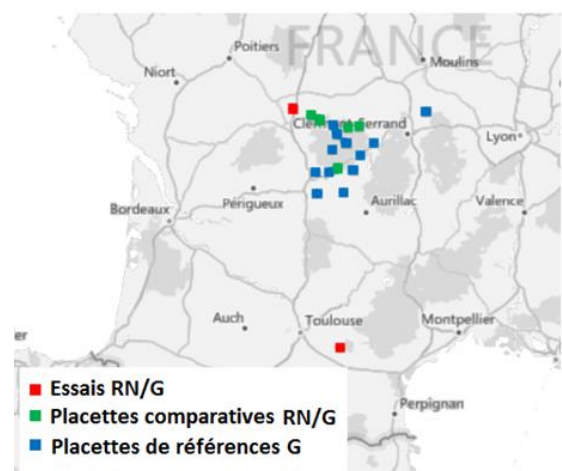 FRANCE
Poitiers
Moulins
Niort
Clermont-Ferrand
Lyon
Périgueux
Aurillac
Valence
Bordeaux
Auch
Toulouse
Montpellier
er
Essais RN/G
Placettes comparatives RN/G
Perpignan
Placettes de références G